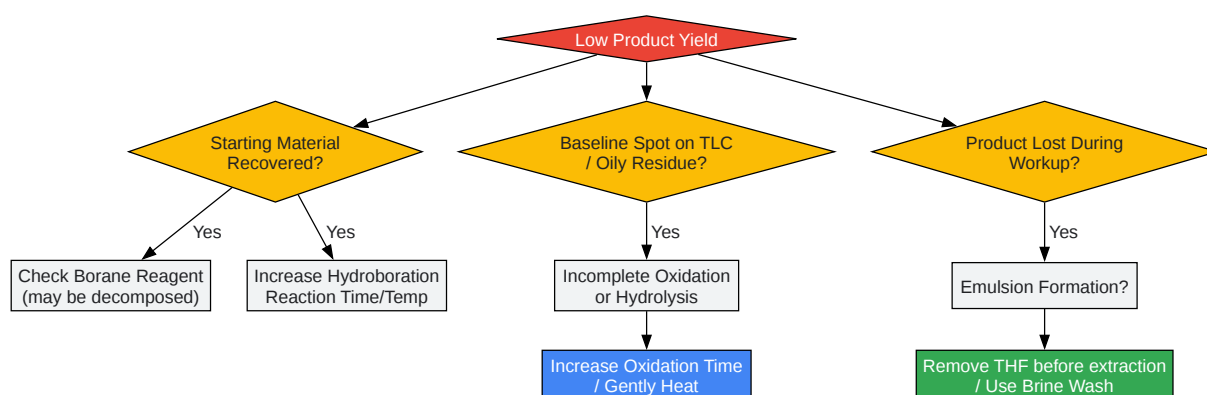 Low Product Yield
Starting Material
Recovered?
Baseline Spot on TLC
/ Oily Residue?
Product Lost During
Workup?
Yes
Yes
Yes
Yes
Check Borane Reagent
(may be decomposed)
Increase Hydroboration
Reaction Time/Temp
Incomplete Oxidation
or Hydrolysis
Emulsion Formation?
Increase Oxidation Time
/ Gently Heat
Remove THF before extraction
/ Use Brine Wash